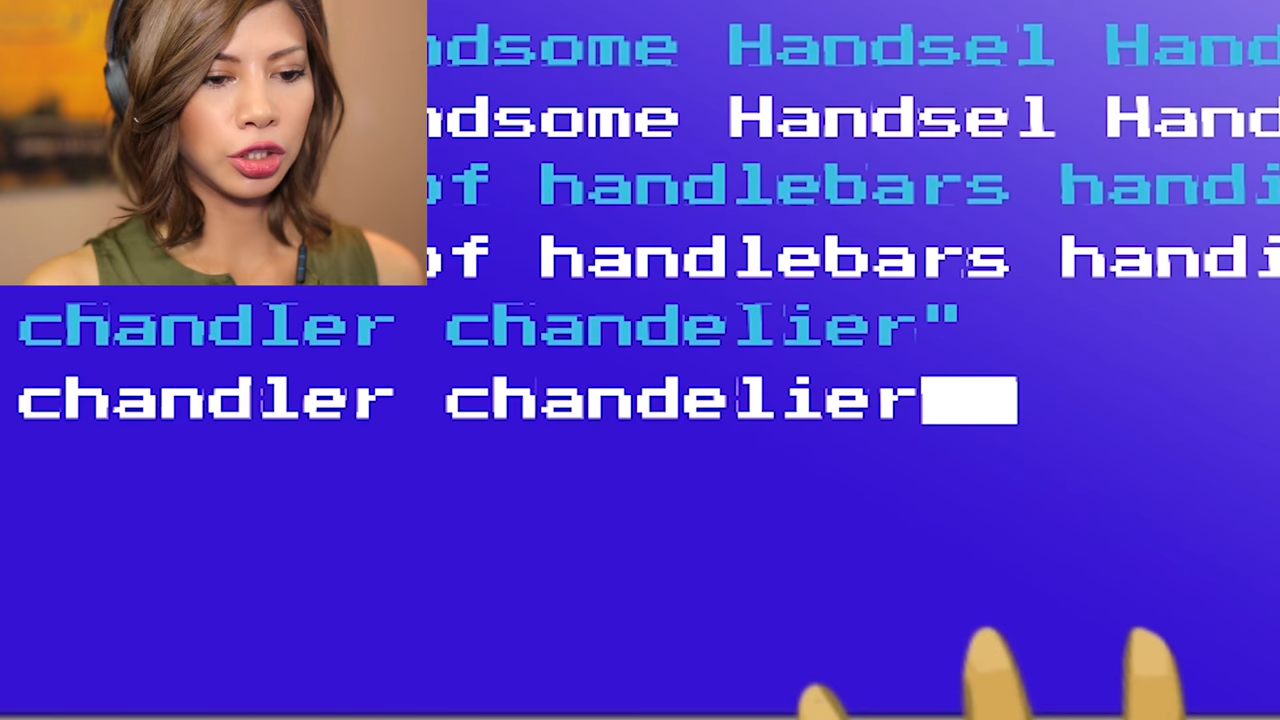 ndsome Handsel Hand
ndsome Handsel Hand
of handlebars handi
of handlebars handi
chandler chandelier"
chandler chandelier